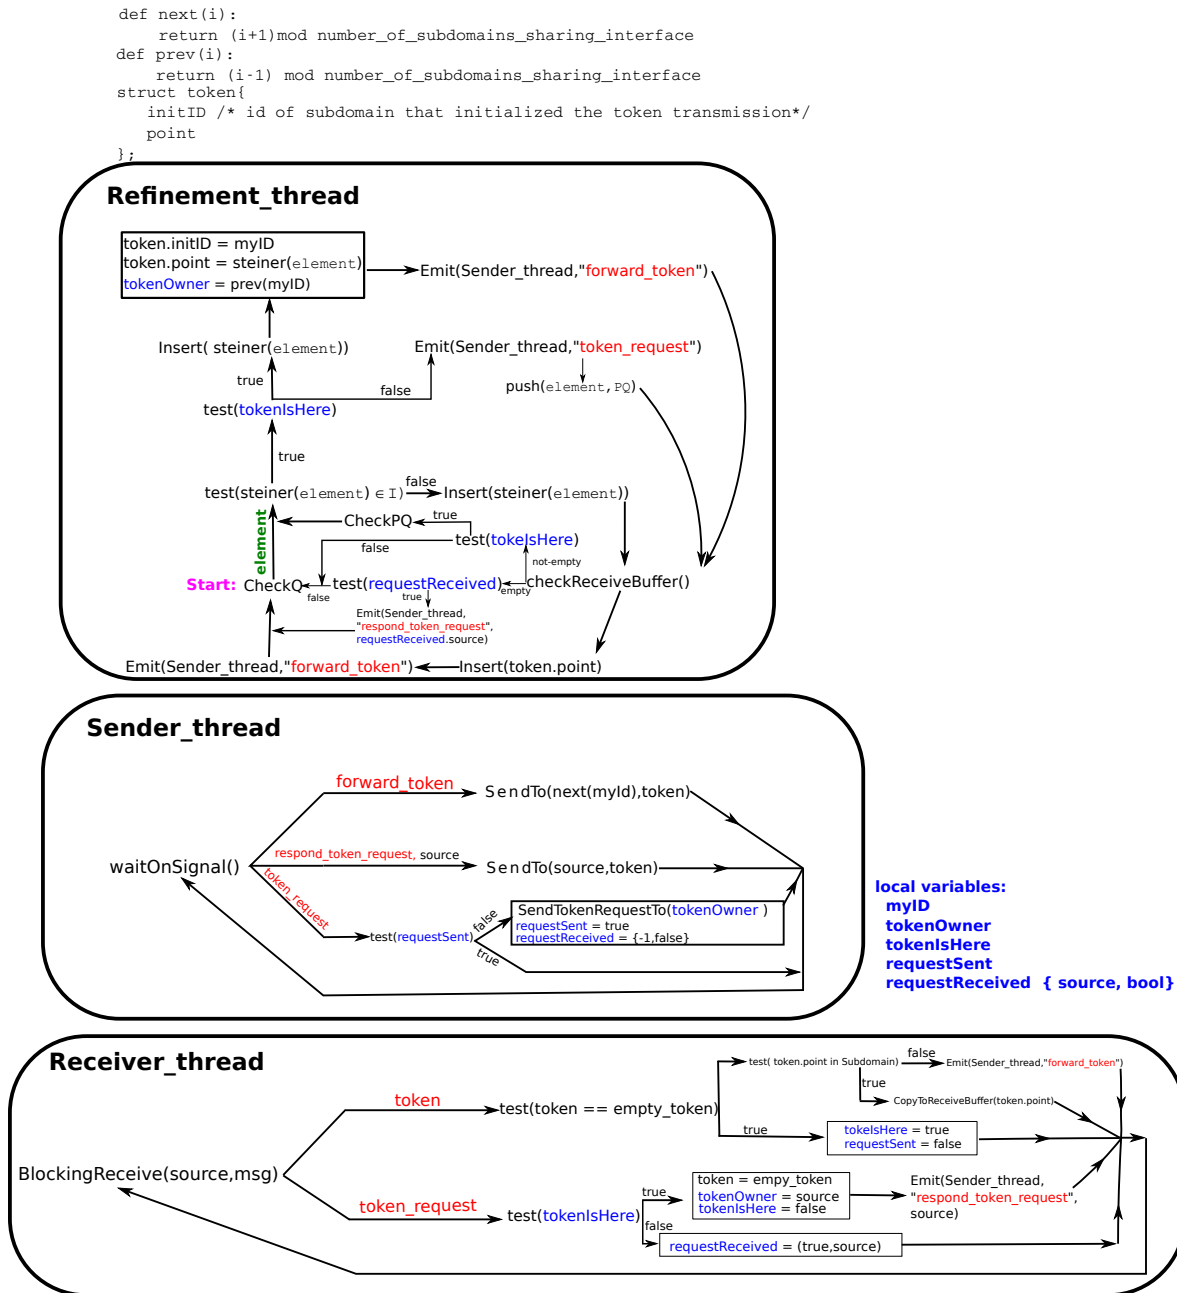 def next(i):
return (i+1)mod number_of_subdomains_sharing_interface
def prev(i):
return (i-1) mod number_of_subdomains_sharing_interface
struct token{
initID /* id of subdomain that initialized the token transmission*/
point
};
Refinement_thread
token.initID = myID
token.point = steiner(element)
tokenOwner = prev(myID)
Emit(Sender_thread,"forward_token")
Insert( steiner(element))
Emit(Sender_thread,"token_request")
true
false
push(element,PQ)
test(tokenIsHere)
true
test(steiner(element) ∈ I)
false
Insert(steiner(element))
element
CheckPQ
true
test(tokeIsHere)
false
not-empty
Start:
CheckQ
false
test(requestReceived)
empty
checkReceiveBuffer()
true
Emit(Sender_thread,
"respond_token_request",
requestReceived.source)
Emit(Sender_thread,"forward_token")
Insert(token.point)
Sender_thread
forward_token
SendTo(next(myId),token)
waitOnSignal()
respond_token_request, source
SendTo(source,token)
token_request
test(requestSent)
false
true
SendTokenRequestTo(tokenOwner )
requestSent = true
requestReceived = {-1,false}
local variables:
myID
tokenOwner
tokenIsHere
requestSent
requestReceived { source, bool}
Receiver_thread
BlockingReceive(source,msg)
token
test(token == empty_token)
test( token.point in Subdomain)
false
Emit(Sender_thread,"forward_token")
true
CopyToReceiveBuffer(token.point)
true
tokeIsHere = true
requestSent = false
token_request
test(tokenIsHere)
true
token = empy_token
tokenOwner = source
tokenIsHere = false
Emit(Sender_thread,
"respond_token_request",
source)
false
requestReceived = (true,source)